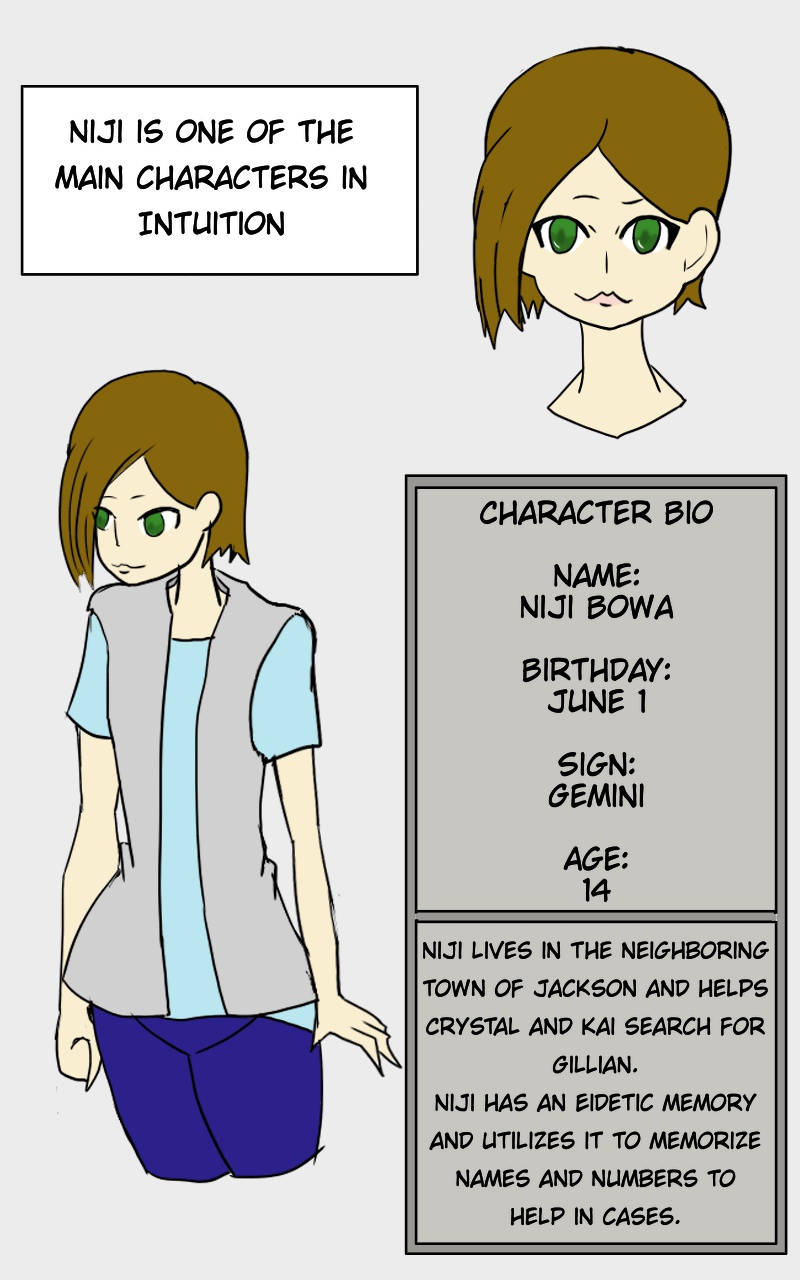 NIJI IS ONE OF THE
MAIN CHARACTERS IN
INTUITION
CHARACTER BIO
NAME:
NIJI BOWA
BIRTHDAY:
JUNE 1
SIGN:
GEMINI
AGE:
14
NIJI LIVES IN THE NEIGHBORING
TOWN OF JACKSON AND HELPS
CRYSTAL AND KAI SEARCH FOR
GILLIAN.
NIJI HAS AN EIDETIC MEMORY
AND UTILIZES IT TO MEMORIZE
NAMES AND NUMBERS TO
HELP IN CASES.